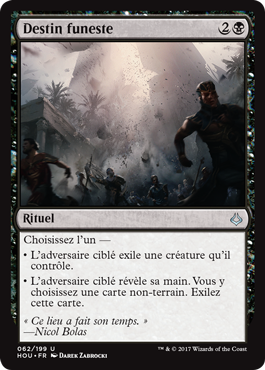 Destin funeste 2
Rituel
Choisissez l'un —
• L'adversaire ciblé exile une créature qu'il
contrôle.
• L'adversaire ciblé révèle sa main. Vous y
choisissez une carte non-terrain. Exilez
cette carte.
« Ce lieu a fait son temps. »
—Nicol Bolas
062/199 U
HOU • FR DAREK ZABROCKI
™ & © 2017 Wizards of the Coast